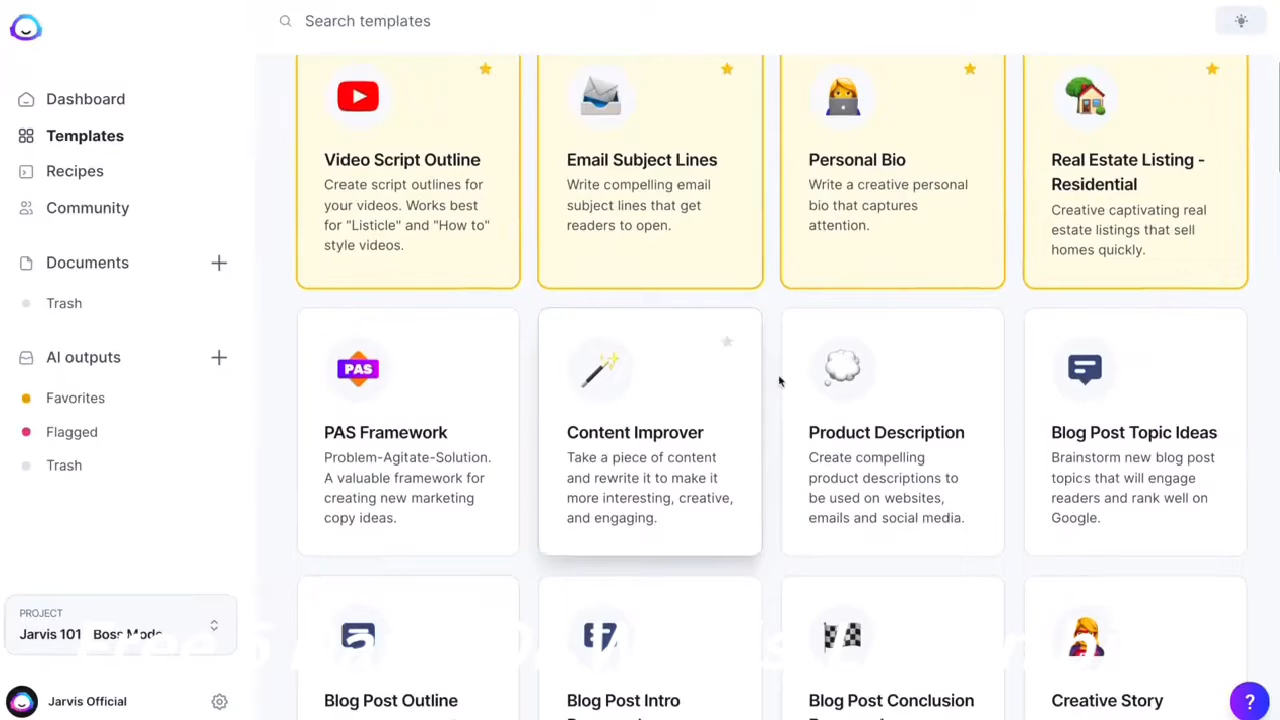 Search templates
Dashboard
Templates
Recipes
Community
Documents
Trash
AI outputs
Favorites
Flagged
Trash
PROJECT
Jarvis 101 Boss Mode
Jarvis Official
Video Script Outline
Create script outlines for
your videos. Works best
for "Listicle" and "How to"
style videos.
Email Subject Lines
Write compelling email
subject lines that get
readers to open.
Personal Bio
Write a creative personal
bio that captures
attention.
Real Estate Listing -
Residential
Creative captivating real
estate listings that sell
homes quickly.
PAS
PAS Framework
Problem-Agitate-Solution.
A valuable framework for
creating new marketing
copy ideas.
Content Improver
Take a piece of content
and rewrite it to make it
more interesting, creative,
and engaging.
Product Description
Create compelling
product descriptions to
be used on websites,
emails and social media.
Blog Post Topic Ideas
Brainstorm new blog post
topics that will engage
readers and rank well on
Google.
Blog Post Outline
Blog Post Intro
Blog Post Conclusion
Creative Story
Free 5
?